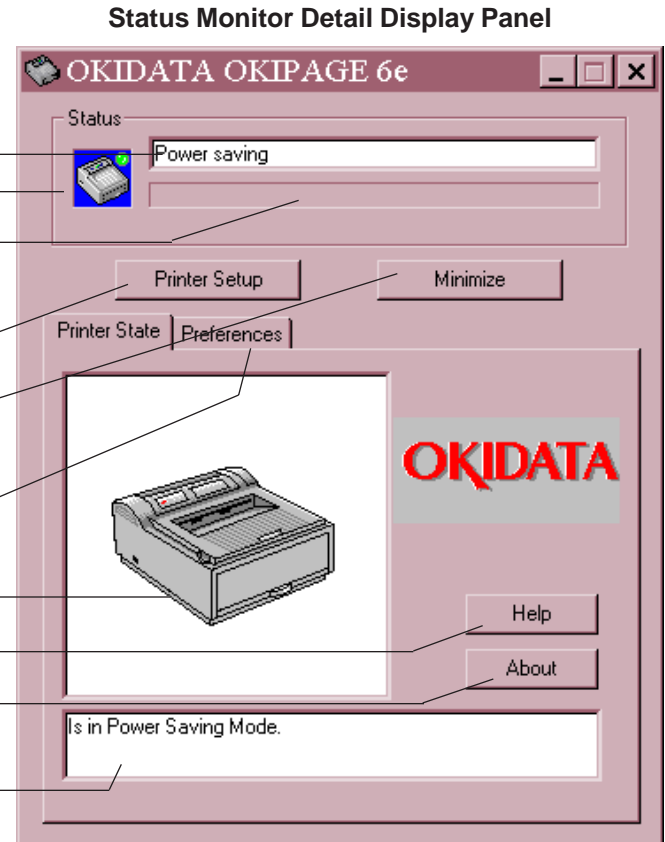 Status Monitor Detail Display Panel
OKIDATA OKIPAGE 6e
Status
Power saving
Printer Setup
Minimize
Printer State
Preferences
OKIDATA
Help
About
Is in Power Saving Mode.